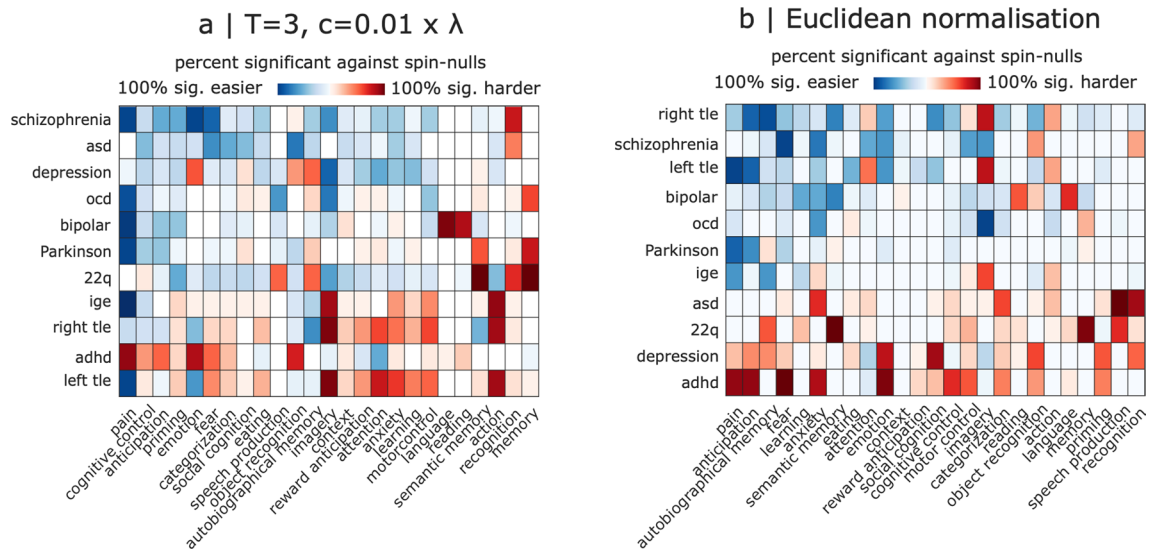 a | T=3, c=0.01 x λ
percent significant against spin-nulls
100% sig. easier
100% sig. harder
schizophrenia
asd
depression
ocd
bipolar
Parkinson
22q
ige
right tle
adhd
left tle
pain
cognitive control
anticipation
priming
emotion
fear
categorization
social cognition
eating
speech production
object recognition
autobiographical memory
imagery
context
reward anticipation
attention
anxiety
learning
motor control
language
reading
semantic memory
action
recognition
memory
b | Euclidean normalisation
percent significant against spin-nulls
100% sig. easier
100% sig. harder
right tle
schizophrenia
left tle
bipolar
ocd
Parkinson
ige
asd
22q
depression
adhd
pain
anticipation
autobiographical memory
fear
learning
anxiety
semantic memory
eating
attention
emotion
context
reward anticipation
social cognition
cognitive control
motor control
imagery
categorization
reading
object recognition
action
language
memory
priming
speech production
recognition